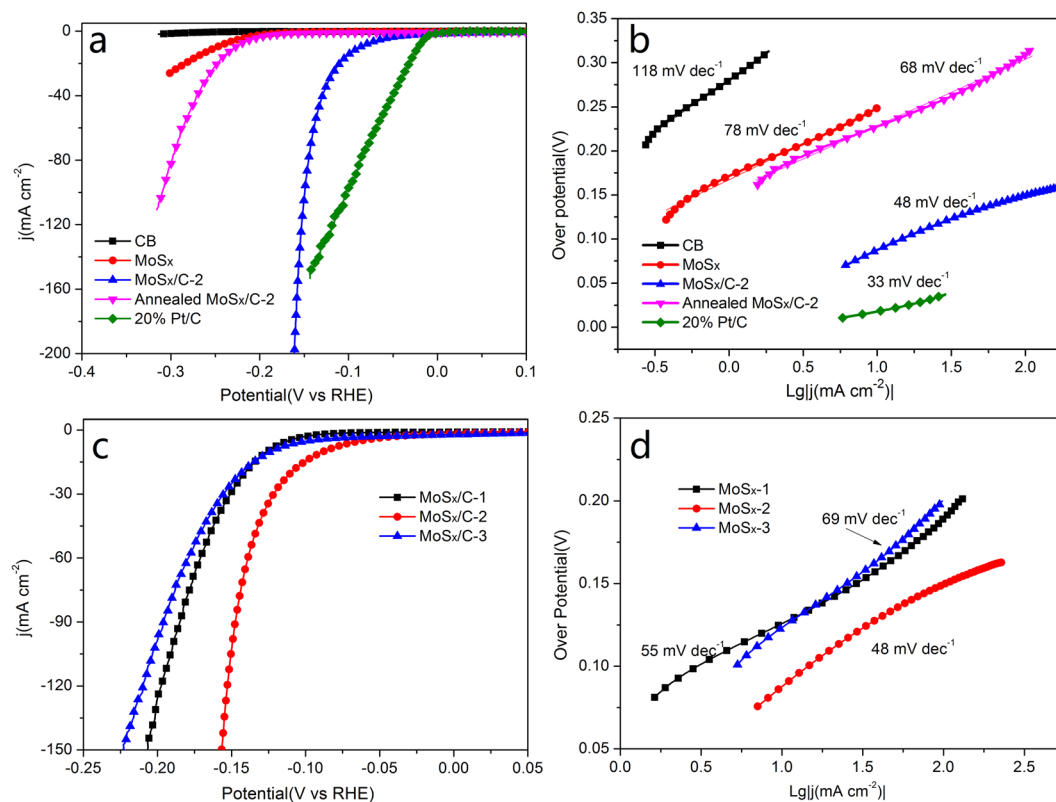 a
0
-40
-80
-120
-160
-200
-0.4
-0.3
-0.2
-0.1
0.0
0.1
j(mA cm⁻²)
Potential(V vs RHE)
CB
MoSx
MoSx/C-2
Annealed MoSx/C-2
20% Pt/C
b
0.35
0.30
0.25
0.20
0.15
0.10
0.05
0.00
-0.5
0.0
0.5
1.0
1.5
2.0
Over potential(V)
Lg|j(mA cm⁻²)|
118 mV dec⁻¹
68 mV dec⁻¹
78 mV dec⁻¹
48 mV dec⁻¹
33 mV dec⁻¹
CB
MoSx
MoSx/C-2
Annealed MoSx/C-2
20% Pt/C
c
0
-30
-60
-90
-120
-150
-0.25
-0.20
-0.15
-0.10
-0.05
0.00
0.05
j(mA cm⁻²)
Potential(V vs RHE)
MoSx/C-1
MoSx/C-2
MoSx/C-3
d
0.25
0.20
0.15
0.10
0.05
0.0
0.5
1.0
1.5
2.0
2.5
Over Potential(V)
Lg|j(mA cm⁻²)|
MoSx-1
MoSx-2
MoSx-3
69 mV dec⁻¹
55 mV dec⁻¹
48 mV dec⁻¹